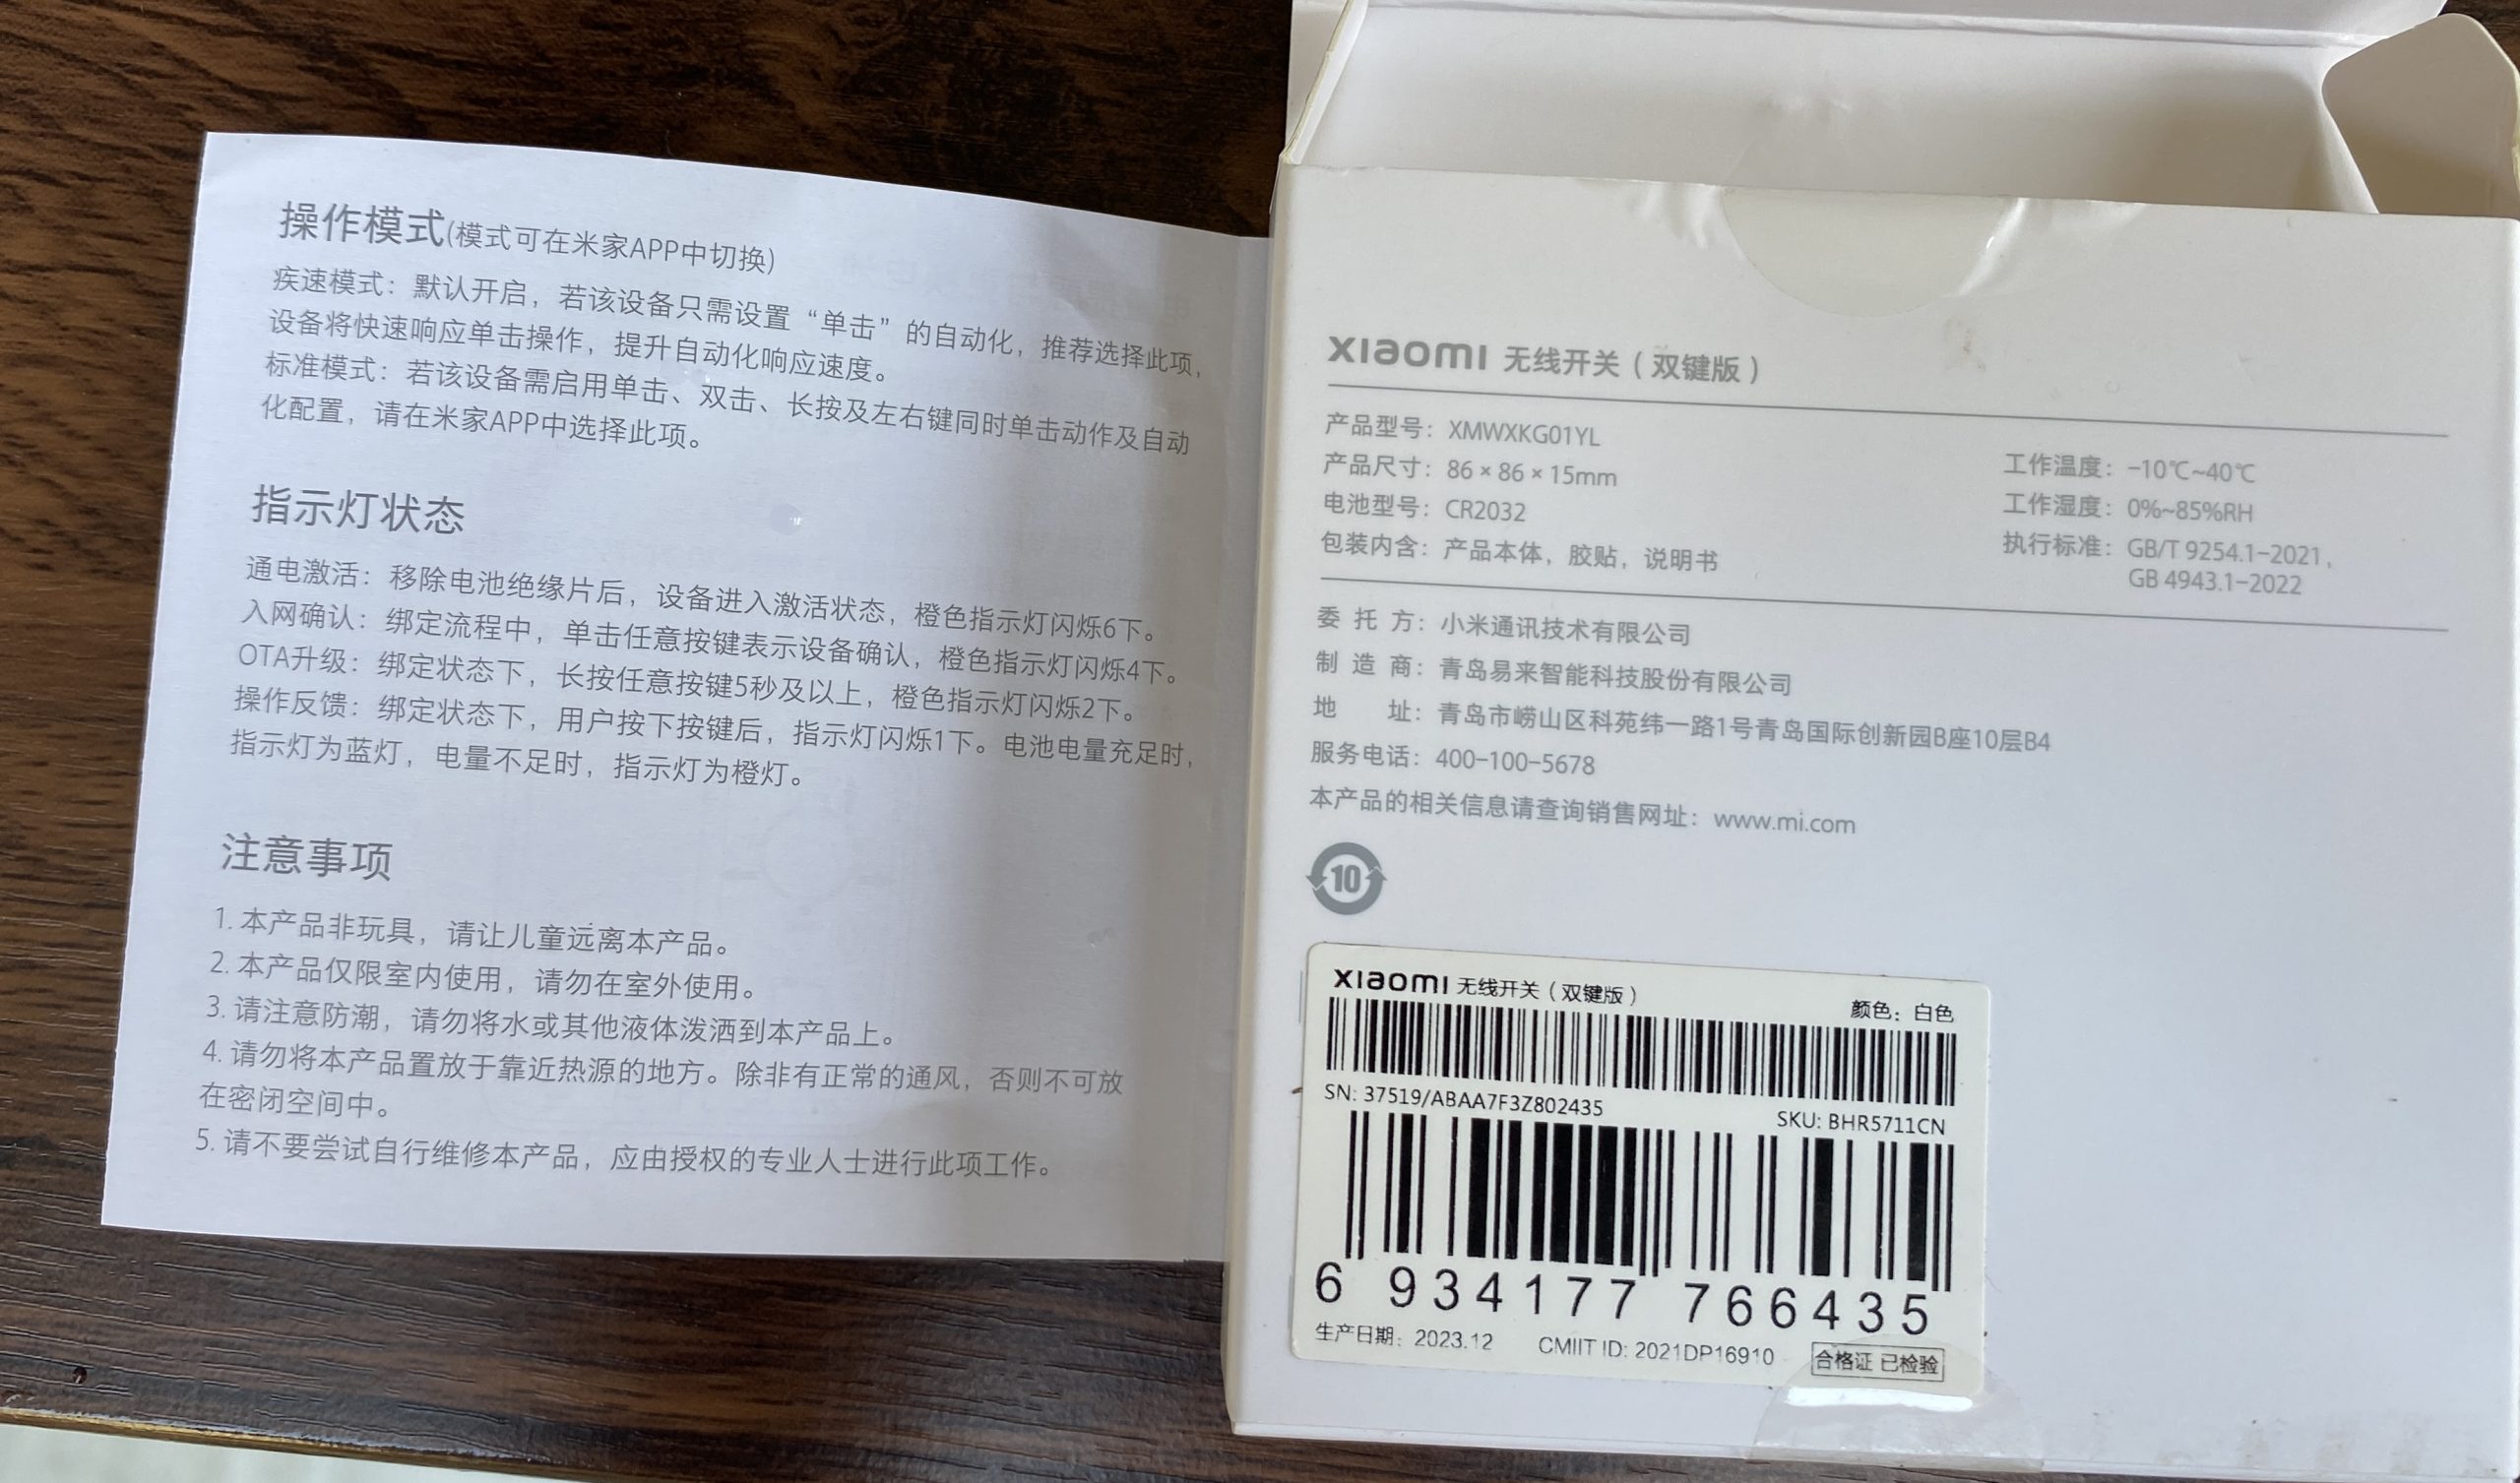 操作模式(模式可在米家APP中切换)
疾速模式：默认开启，若该设备只需设置“单击”的自动化，推荐选择此项，
设备将快速响应单击操作，提升自动化响应速度。
标准模式：若该设备需启用单击、双击、长按及左右键同时单击动作及自动
化配置，请在米家APP中选择此项。
指示灯状态
通电激活：移除电池绝缘片后，设备进入激活状态，橙色指示灯闪烁6下。
入网确认：绑定流程中，单击任意按键表示设备确认，橙色指示灯闪烁4下。
OTA升级：绑定状态下，长按任意按键5秒及以上，橙色指示灯闪烁2下。
操作反馈：绑定状态下，用户按下按键后，指示灯闪烁1下。电池电量充足时，
指示灯为蓝灯，电量不足时，指示灯为橙灯。
注意事项
1. 本产品非玩具，请让儿童远离本产品。
2. 本产品仅限室内使用，请勿在室外使用。
3. 请注意防潮，请勿将水或其他液体泼洒到本产品上。
4. 请勿将本产品置放于靠近热源的地方。除非有正常的通风，否则不可放
在密闭空间中。
5. 请不要尝试自行维修本产品，应由授权的专业人士进行此项工作。
xiaomi 无线开关（双键版）
产品型号：XMWXKG01YL
产品尺寸：86×86×15mm
电池型号：CR2032
包装内含：产品本体，胶贴，说明书
工作温度：-10℃~40℃
工作湿度：0%~85%RH
执行标准：GB/T 9254.1-2021,
GB 4943.1-2022
委托方：小米通讯技术有限公司
制造商：青岛易来智能科技股份有限公司
地址：青岛市崂山区科苑纬一路1号青岛国际创新园B座10层B4
服务电话：400-100-5678
本产品的相关信息请查询销售网址：www.mi.com
10
xiaomi 无线开关（双键版）
颜色：白色
SN: 37519/ABAA7F3Z802435
SKU: BHR5711CN
6 934177 766435
生产日期：2023.12 CMIIT ID: 2021DP16910 合格证 已检验